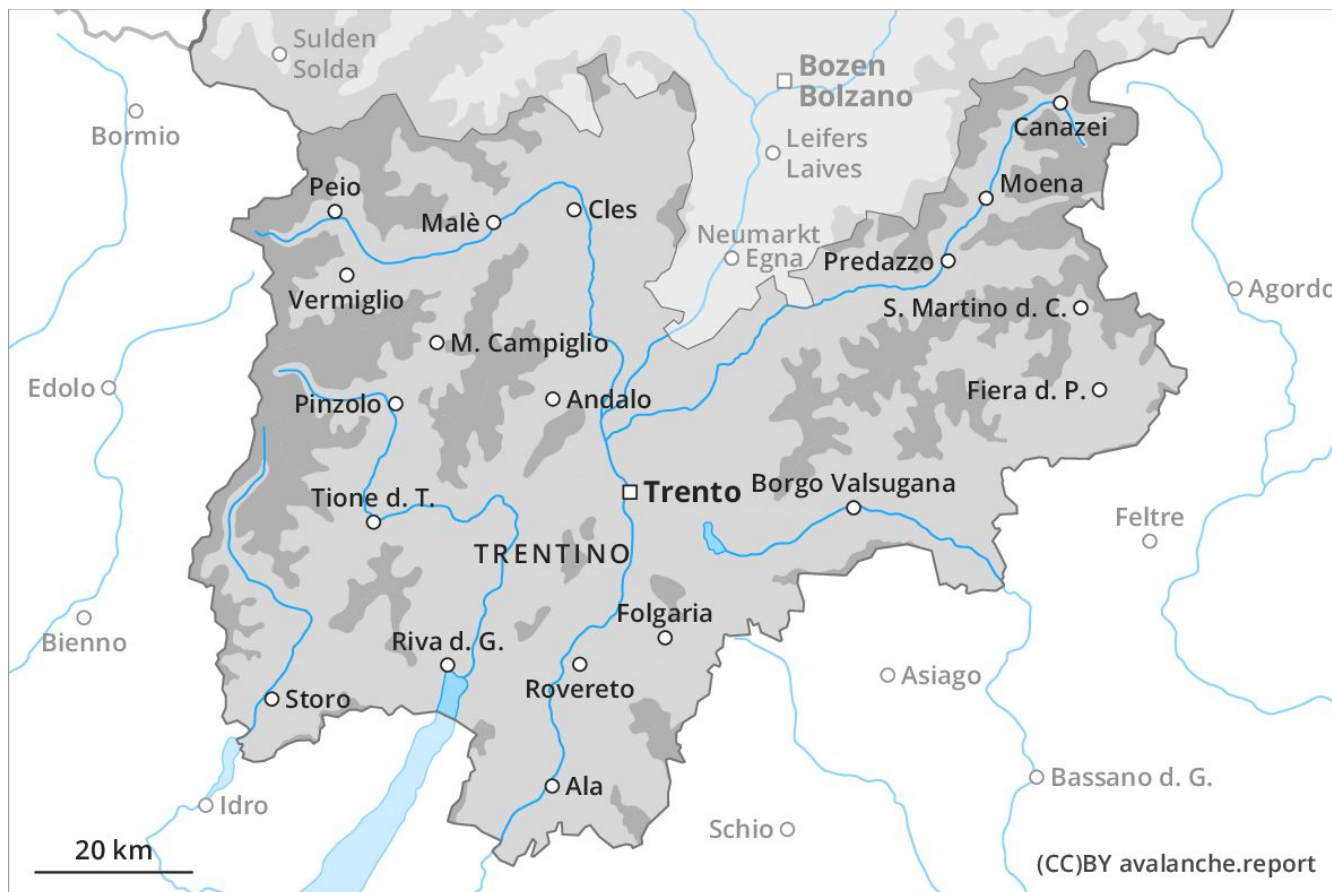 Sulden
Solda
Bozen
Bolzano
Bormio
Leifers
Laives
Canazei
Peio
Moena
Malè
Cles
Neumarkt
Egna
Predazzo
Vermiglio
Agordo
S. Martino d. C.
M. Campiglio
Edolo
Pinzolo
Andalo
Fiera d. P.
Trento
Borgo Valsugana
Tione d. T.
Feltre
TRENTINO
Folgaria
Bienno
Riva d. G.
Asiago
Rovereto
Storo
Bassano d. G.
Ala
Idro
Schio
20 km
(CC)BY avalanche.report